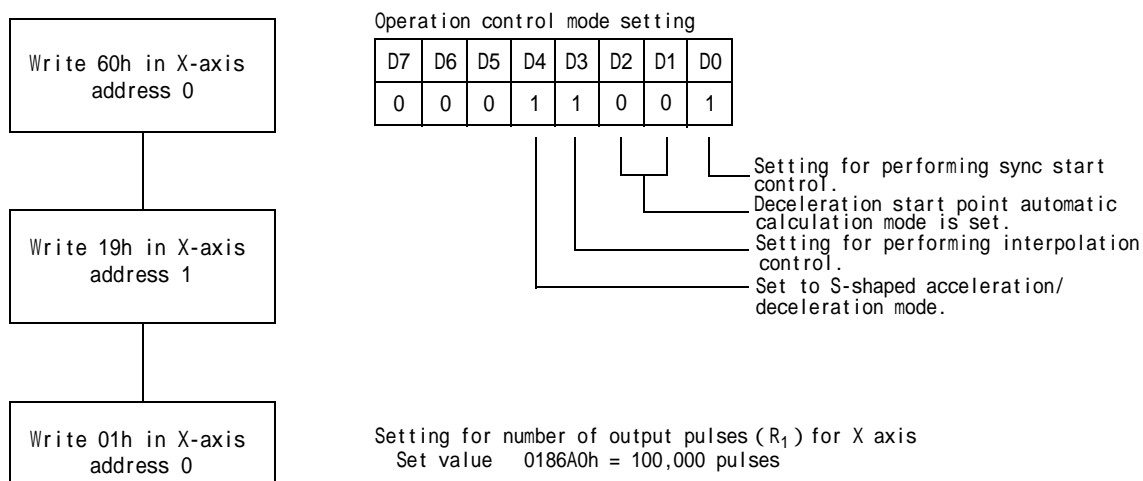 Write 60h in X-axis
address 0
Operation control mode setting
D7 D6 D5 D4 D3 D2 D1 D0
0 0 0 1 1 0 0 1
Setting for performing sync start
control.
Deceleration start point automatic
calculation mode is set.
Setting for performing interpolation
control.
Set to S-shaped acceleration/
deceleration mode.
Write 19h in X-axis
address 1
Write 01h in X-axis
address 0
Setting for number of output pulses (R₁) for X axis
Set value 0186A0h = 100,000 pulses